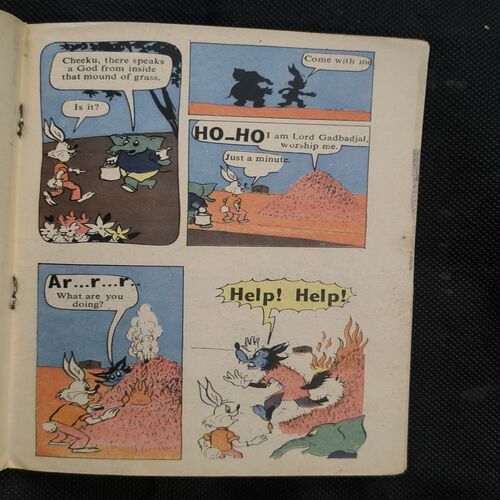 Cheeku, there speaks
a God from inside
that mound of grass.
Is it?
Come with me
HO-HO I am Lord Gadbadjal,
worship me.
Just a minute.
Ar...r...r..
What are you
doing?
Help! Help!